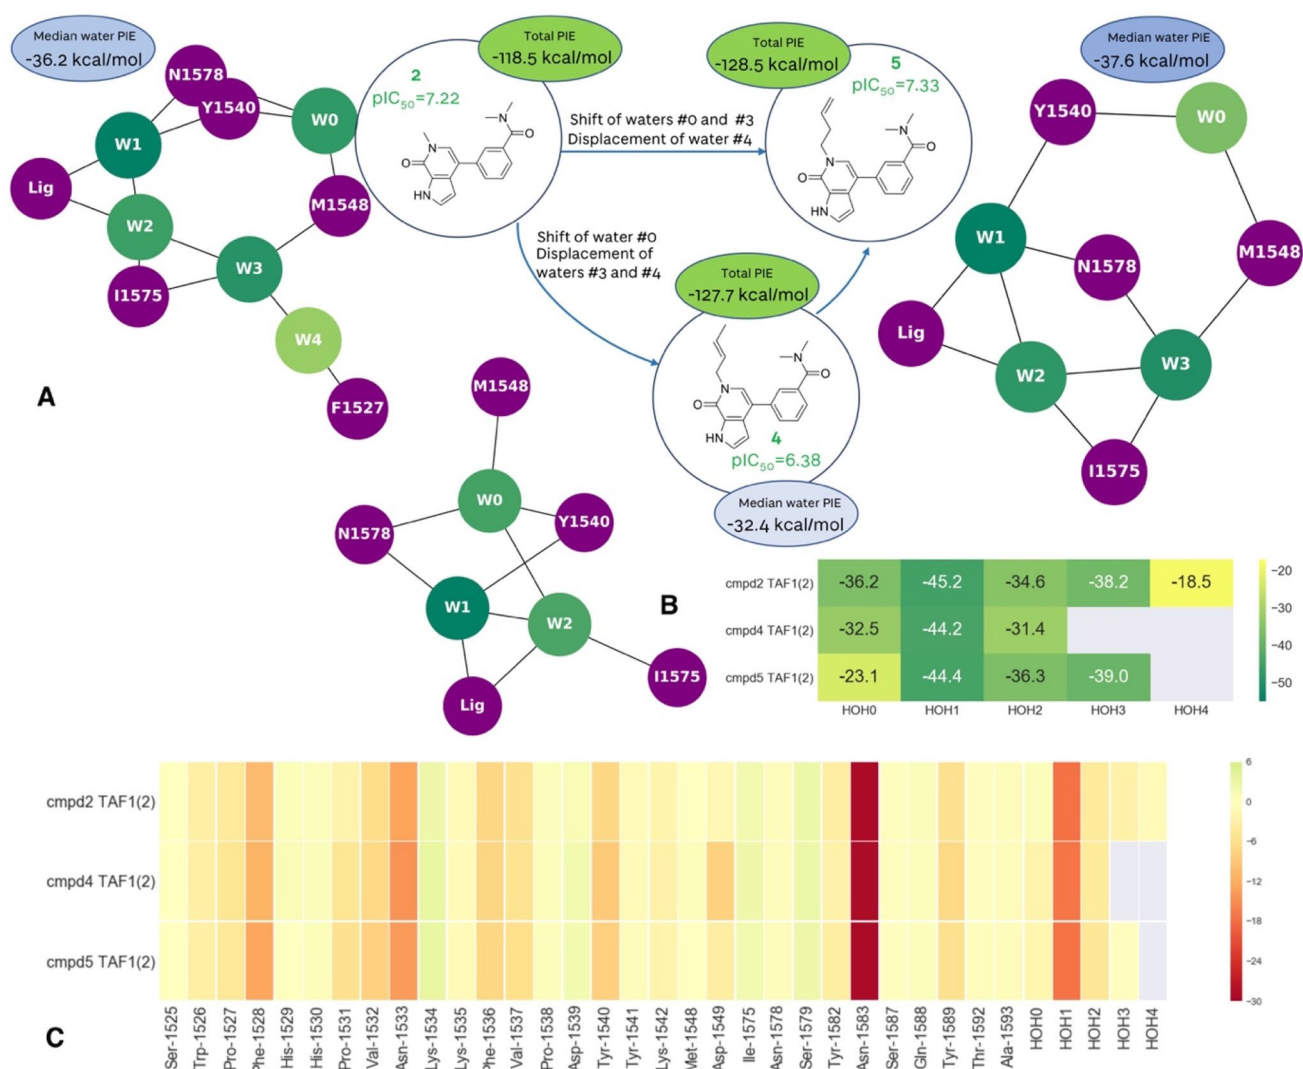 Median water PIE
-36.2 kcal/mol
N1578
Y1540
W0
W1
Lig
W2
M1548
W3
I1575
W4
F1527
A
Total PIE
-118.5 kcal/mol
2
pIC50=7.22
N
N
O
O
HN
Shift of waters #0 and #3
Displacement of water #4
Shift of water #0
Displacement of
waters #3 and #4
Total PIE
-128.5 kcal/mol
5
pIC50=7.33
N
N
O
O
HN
Total PIE
-127.7 kcal/mol
N
N
O
O
HN
4
pIC50=6.38
Median water PIE
-32.4 kcal/mol
Median water PIE
-37.6 kcal/mol
Y1540
W0
W1
N1578
M1548
Lig
W2
W3
I1575
M1548
W0
N1578
Y1540
W1
W2
I1575
Lig
B
cmpd2 TAF1(2) -36.2 -45.2 -34.6 -38.2 -18.5
cmpd4 TAF1(2) -32.5 -44.2 -31.4
cmpd5 TAF1(2) -23.1 -44.4 -36.3 -39.0
HOH0 HOH1 HOH2 HOH3 HOH4
−20
−30
−40
−50
cmpd2 TAF1(2)
cmpd4 TAF1(2)
cmpd5 TAF1(2)
6
0
−6
−12
−18
−24
−30
C
Ser-1525
Trp-1526
Pro-1527
Phe-1528
His-1529
His-1530
Pro-1531
Val-1532
Asn-1533
Lys-1534
Lys-1535
Phe-1536
Val-1537
Pro-1538
Asp-1539
Tyr-1540
Tyr-1541
Lys-1542
Met-1548
Asp-1549
Ile-1575
Asn-1578
Ser-1579
Tyr-1582
Asn-1583
Ser-1587
Gln-1588
Tyr-1589
Thr-1592
Ala-1593
HOH0
HOH1
HOH2
HOH3
HOH4